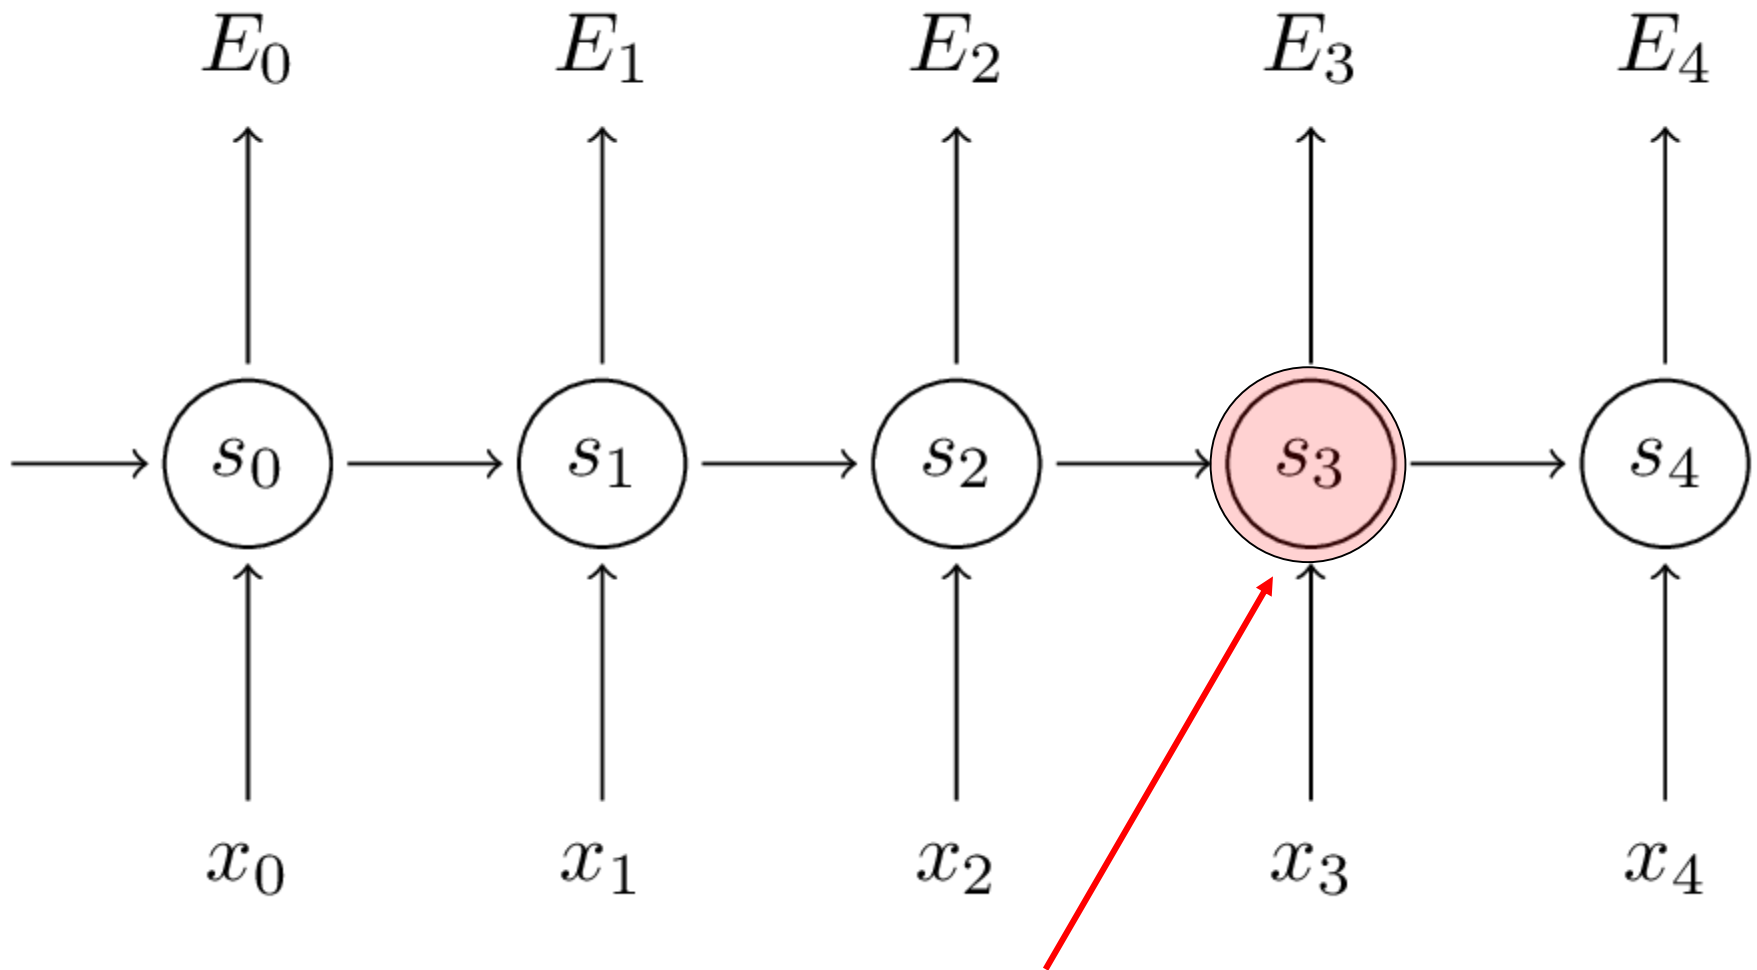 E₀ E₁ E₂ E₃ E₄
s₀ s₁ s₂ s₃ s₄
x₀ x₁ x₂ x₃ x₄